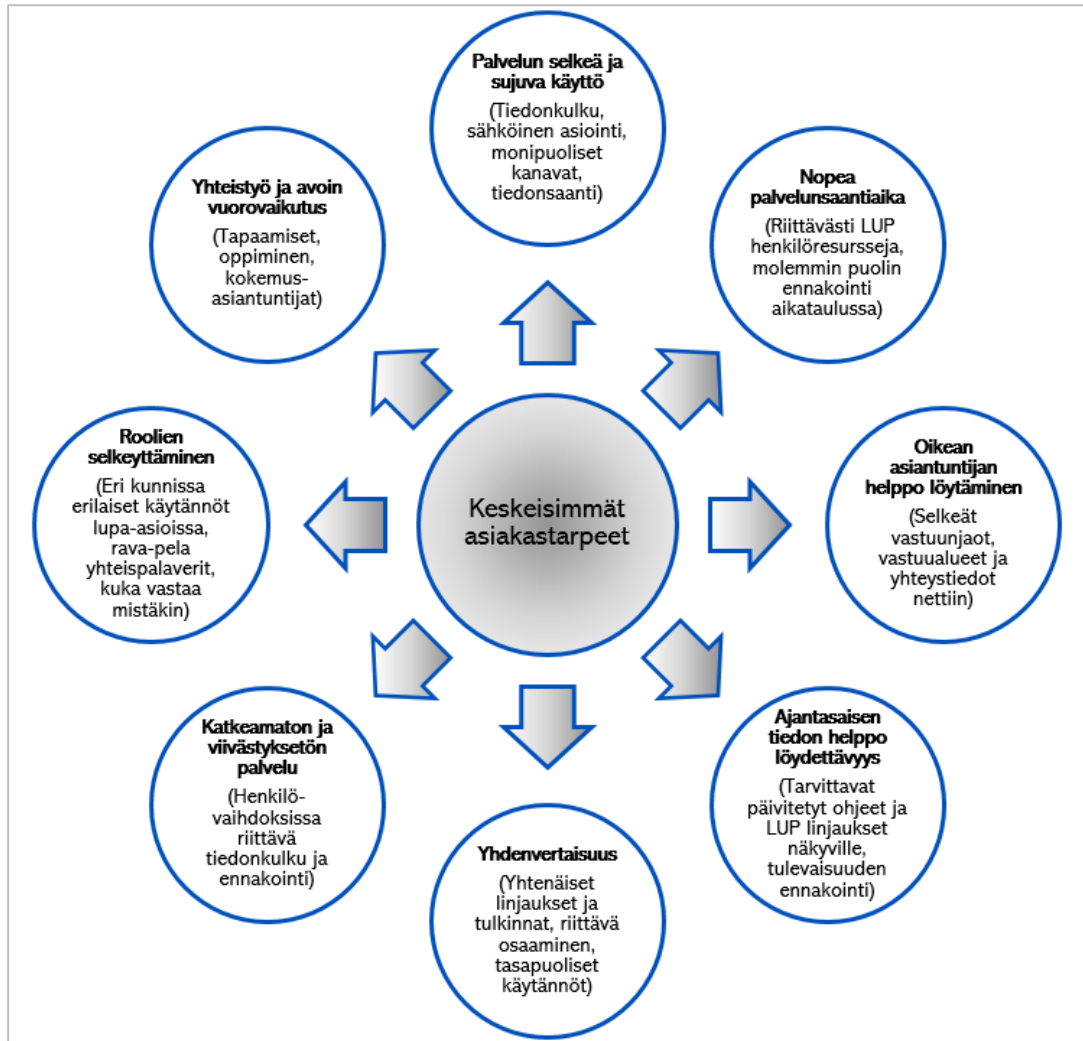 Palvelun selkeä ja
sujuva käyttö
(Tiedonkulku,
sähköinen asiointi,
monipuoliset
kanavat,
tiedonsaanti)
Nopea
palvelunsaantiaika
(Riittävästi LUP
henkilöresursseja,
molemmin puolin
ennakointi
aikataulussa)
Oikean
asiantuntijan
helppo löytäminen
(Selkeät
vastuunjaot,
vastuualueet ja
yhteystiedot
nettiin)
Ajantasaisen
tiedon helppo
löydettävyys
(Tarvittavat
päivitetyt ohjeet ja
LUP linjaukset
näkyville,
tulevaisuuden
ennakointi)
Yhdenvertaisuus
(Yhtenäiset
linjaukset ja
tulkinnat, riittävä
osaaminen,
tasapuoliset
käytännöt)
Katkeamaton ja
viivästyksetön
palvelu
(Henkilö-
vaihdoksissa
riittävä
tiedonkulku ja
ennakointi)
Roolien
selkeyttäminen
(Eri kunnissa
erilaiset käytännöt
lupa-asioissa,
rava-pela
yhteispalaverit,
kuka vastaa
mistäkin)
Yhteistyö ja avoin
vuorovaikutus
(Tapaamiset,
oppiminen,
kokemus-
asiantuntijat)
Keskeisimmät
asiakastarpeet